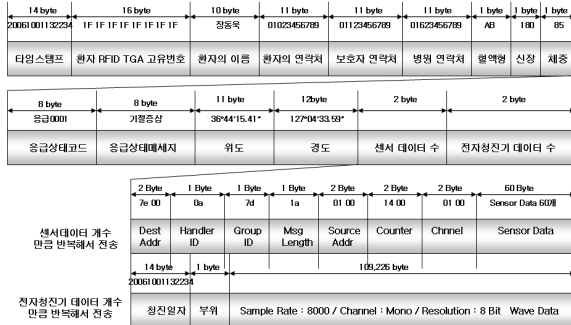 14 byte 16 byte 10 byte 11 byte 11 byte 11 byte 1 byte 1 byte 1 byte
20061001132234 1F 1F 1F 1F 1F 1F 1F 1F 장동욱 01023456789 01123456789 01623456789 AB 180 85
타임스탬프 환자 RFID TGA 고유번호 환자의 이름 환자의 연락처 보호자 연락처 병원 연락처 혈액형 신장 체중
8 byte 8 byte 11 byte 12byte 2 byte 2 byte
응급0001 기절증상 36°44'15.41" 127°04'33.59"
응급상태코드 응급상태메세지 위도 경도 센서 데이터 수 전자청진기 데이터 수
2 Byte 1 Byte 1 Byte 1 Byte 2 Byte 2 Byte 2 Byte 60 Byte
7e 00 0a 7d 1a 01 00 14 00 01 00 Sensor Data 60개
센서데이터 개수 만큼 반복해서 전송
Dest Addr Handler ID Group ID Msg Length Source Addr Counter Chnnel Sensor Data
14 byte 1 byte 109,226 byte
20061001132234
전자청진기 데이터 개수 만큼 반복해서 전송
청진일자 부위 Sample Rate : 8000 / Channel : Mono / Resolution : 8 Bit Wave Data